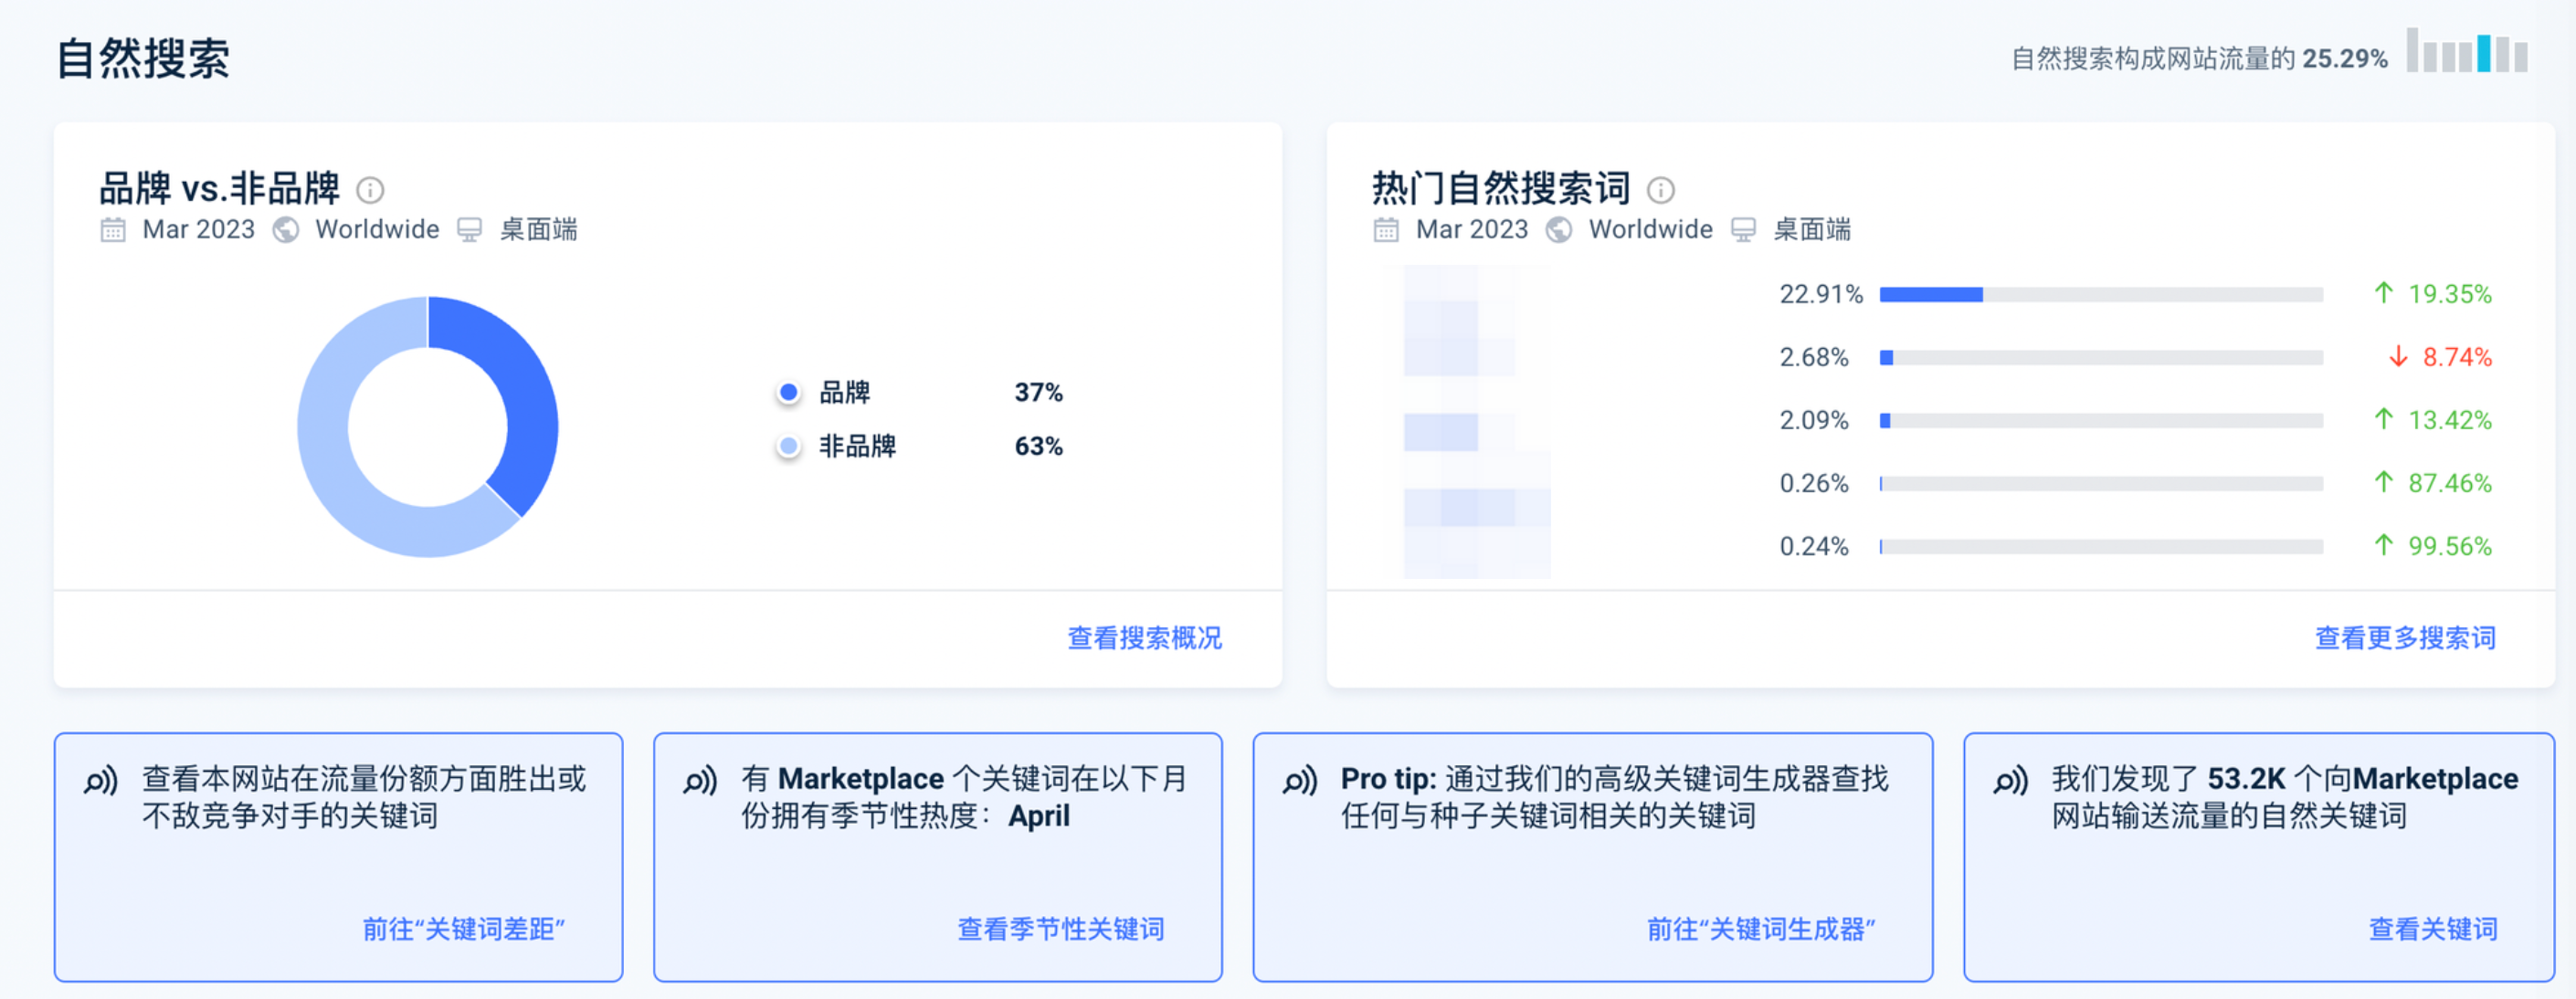 自然搜索
自然搜索构成网站流量的 25.29%
品牌 vs.非品牌
Mar 2023 Worldwide 桌面端
品牌 37%
非品牌 63%
查看搜索概况
热门自然搜索词
Mar 2023 Worldwide 桌面端
22.91% ↑ 19.35%
2.68% ↓ 8.74%
2.09% ↑ 13.42%
0.26% ↑ 87.46%
0.24% ↑ 99.56%
查看更多搜索词
查看本网站在流量份额方面胜出或
不敌竞争对手的关键词
前往“关键词差距”
有 Marketplace 个关键词在以下月
份拥有季节性热度：April
查看季节性关键词
Pro tip: 通过我们的高级关键词生成器查找
任何与种子关键词相关的关键词
前往“关键词生成器”
我们发现了 53.2K 个向Marketplace
网站输送流量的自然关键词
查看关键词